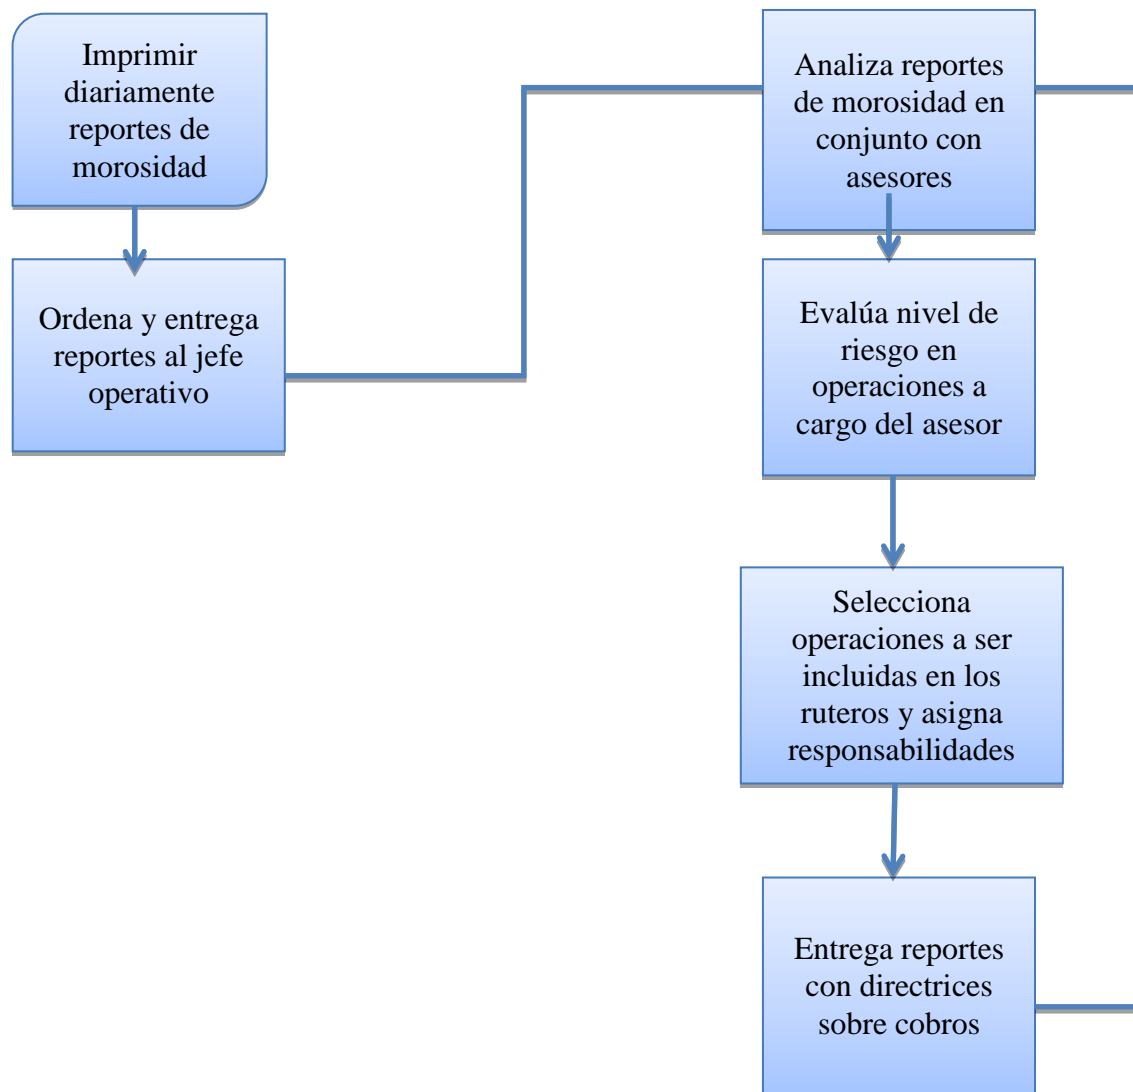 Imprimir
diariamente
reportes de
morosidad
Ordena y entrega
reportes al jefe
operativo
Analiza reportes
de morosidad en
conjunto con
asesores
Evalúa nivel de
riesgo en
operaciones a
cargo del asesor
Selecciona
operaciones a ser
incluidas en los
ruteros y asigna
responsabilidades
Entrega reportes
con directrices
sobre cobros